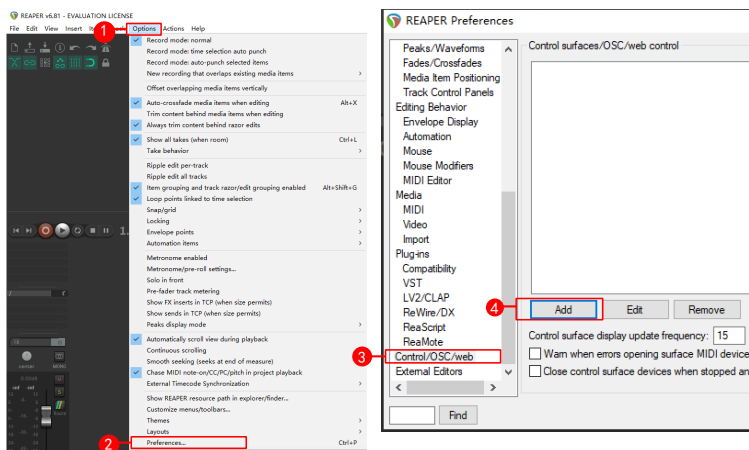 REAPER v6.81 - EVALUATION LICENSE
File Edit View Insert Options Actions Help
1
Record mode: normal
Record mode: time selection auto punch
Record mode: auto-punch selected items
New recording that overlaps existing media items >
Offset overlapping media items vertically
Auto-crossfade media items when editing Alt+X
Trim content behind media items when editing
Always trim content behind razor edits
Show all takes (when room) Ctrl+L
Take behavior >
Ripple edit per-track
Ripple edit all tracks
Item grouping and track razor/edit grouping enabled Alt+Shift+G
Loop points linked to time selection
Snap/grid >
Locking >
Envelope points >
Automation items >
Metronome enabled
Metronome/pre-roll settings...
Solo in front
Pre-fader track metering
Show FX inserts in TCP (when size permits)
Show sends in TCP (when size permits)
Peaks display mode >
Automatically scroll view during playback
Continuous scrolling
Smooth seeking (seeks at end of measure)
Chase MIDI note-on/CC/PC/pitch in project playback
External Timecode Synchronization >
Show REAPER resource path in explorer/finder...
Customize menus/toolbars...
Themes >
Layouts >
2
Preferences... Ctrl+P
1.
center
MONO
0.00dB
-inf -inf
M
S
Route
REAPER Preferences
Peaks/Waveforms
Fades/Crossfades
Media Item Positioning
Track Control Panels
Editing Behavior
Envelope Display
Automation
Mouse
Mouse Modifiers
MIDI Editor
Media
MIDI
Video
Import
Plug-ins
Compatibility
VST
LV2/CLAP
ReWire/DX
ReaScript
ReaMote
3
Control/OSC/web
External Editors
< >
Find
Control surfaces/OSC/web control
4
Add Edit Remove
Control surface display update frequency: 15
Warn when errors opening surface MIDI device
Close control surface devices when stopped an